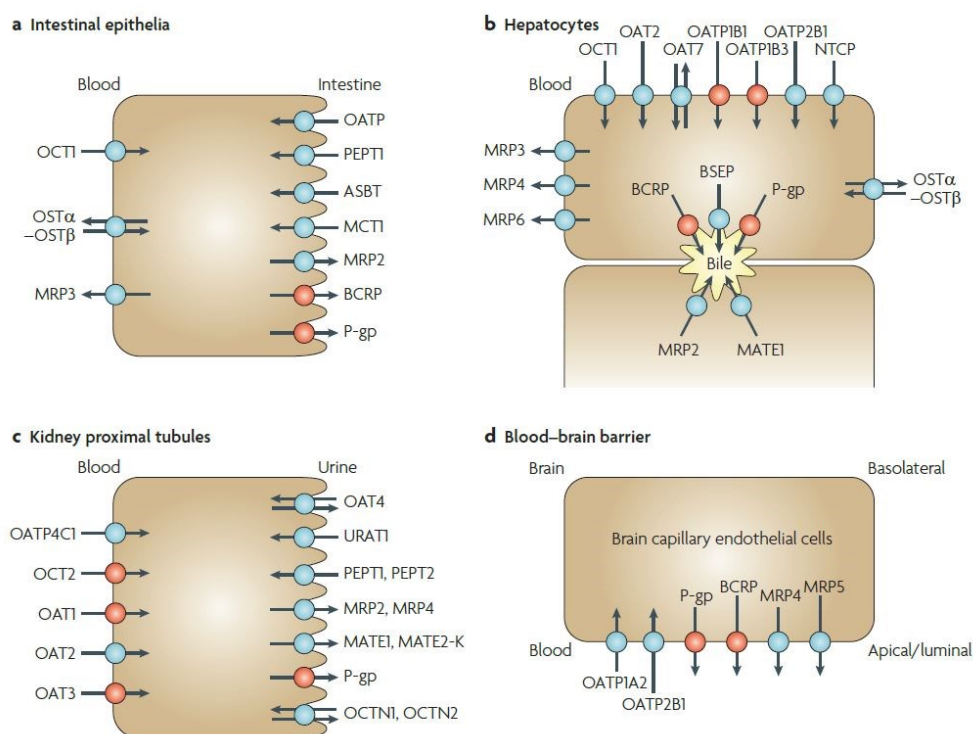 a Intestinal epithelia
Blood
Intestine
OCT1
OSTα
–OSTβ
MRP3
OATP
PEPT1
ASBT
MCT1
MRP2
BCRP
P-gp
b Hepatocytes
Blood
OCT1
OAT2
OAT7
OATP1B1
OATP1B3
OATP2B1
NTCP
MRP3
MRP4
MRP6
BCRP
BSEP
P-gp
OSTα
–OSTβ
Bile
MRP2
MATE1
c Kidney proximal tubules
Blood
Urine
OATP4C1
OCT2
OAT1
OAT2
OAT3
OAT4
URAT1
PEPT1, PEPT2
MRP2, MRP4
MATE1, MATE2-K
P-gp
OCTN1, OCTN2
d Blood–brain barrier
Brain
Basolateral
Brain capillary endothelial cells
P-gp
BCRP
MRP4
MRP5
Blood
Apical/luminal
OATP1A2
OATP2B1